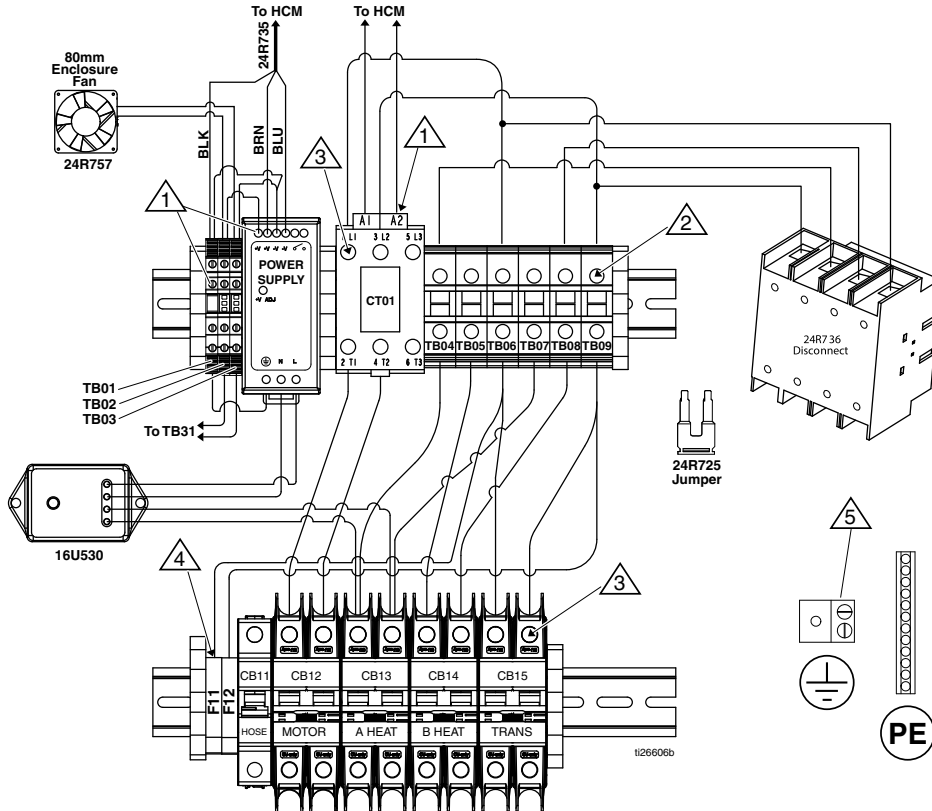 To HCM
To HCM
24R735
80mm
Enclosure
Fan
24R757
BLK
BRN
BLU
1
3
1
2
A1 A2
1 L1 3 L2 5 L3
+V +V -V -V
POWER
SUPPLY
+V ADJ
N L
CT01
2 T1 4 T2 6 T3
TB04 TB05 TB06 TB07 TB08 TB09
24R736
Disconnect
TB01
TB02
TB03
To TB31
24R725
Jumper
16U530
4
3
5
F11
F12
CB11 CB12 CB13 CB14 CB15
HOSE MOTOR A HEAT B HEAT TRANS
PE
ti26606b